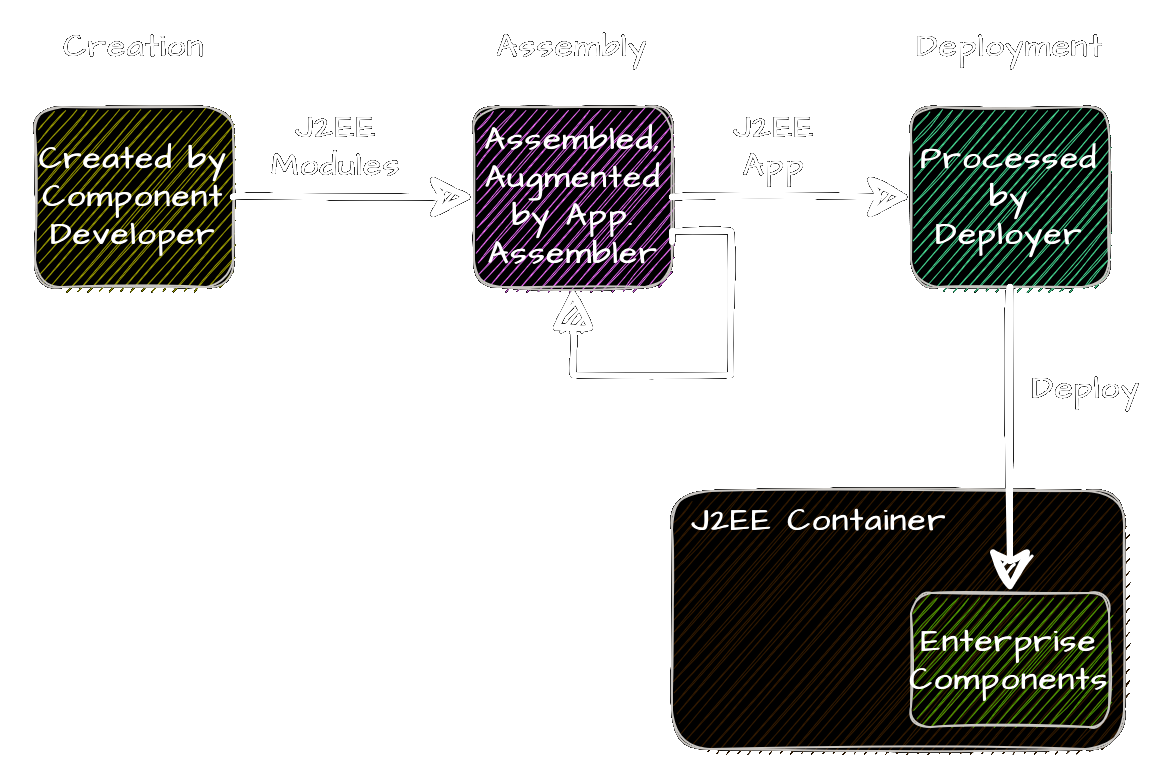 Creation
Assembly
Deployment
Created by
Component
Developer
J2EE
Modules
Assembled,
Augmented
by App.
Assembler
J2EE
App
Processed
by
Deployer
Deploy
J2EE Container
Enterprise
Components